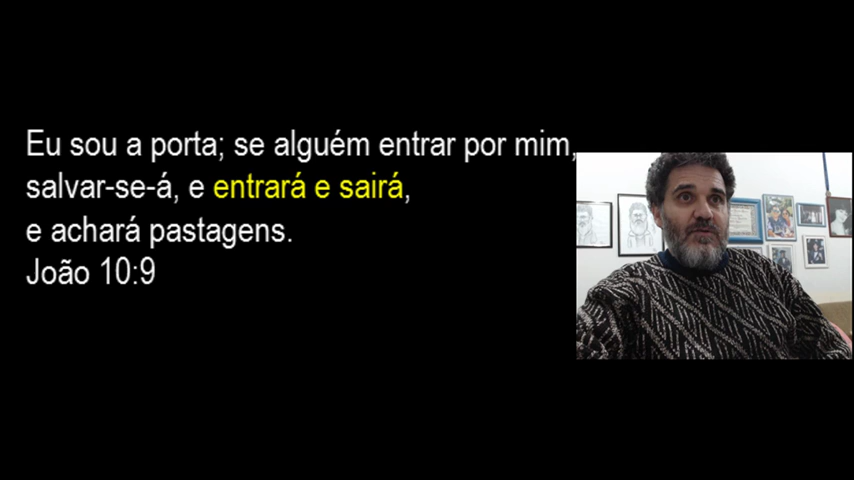 Eu sou a porta; se alguém entrar por mim,
salvar-se-á, e entrará e sairá,
e achará pastagens.
João 10:9